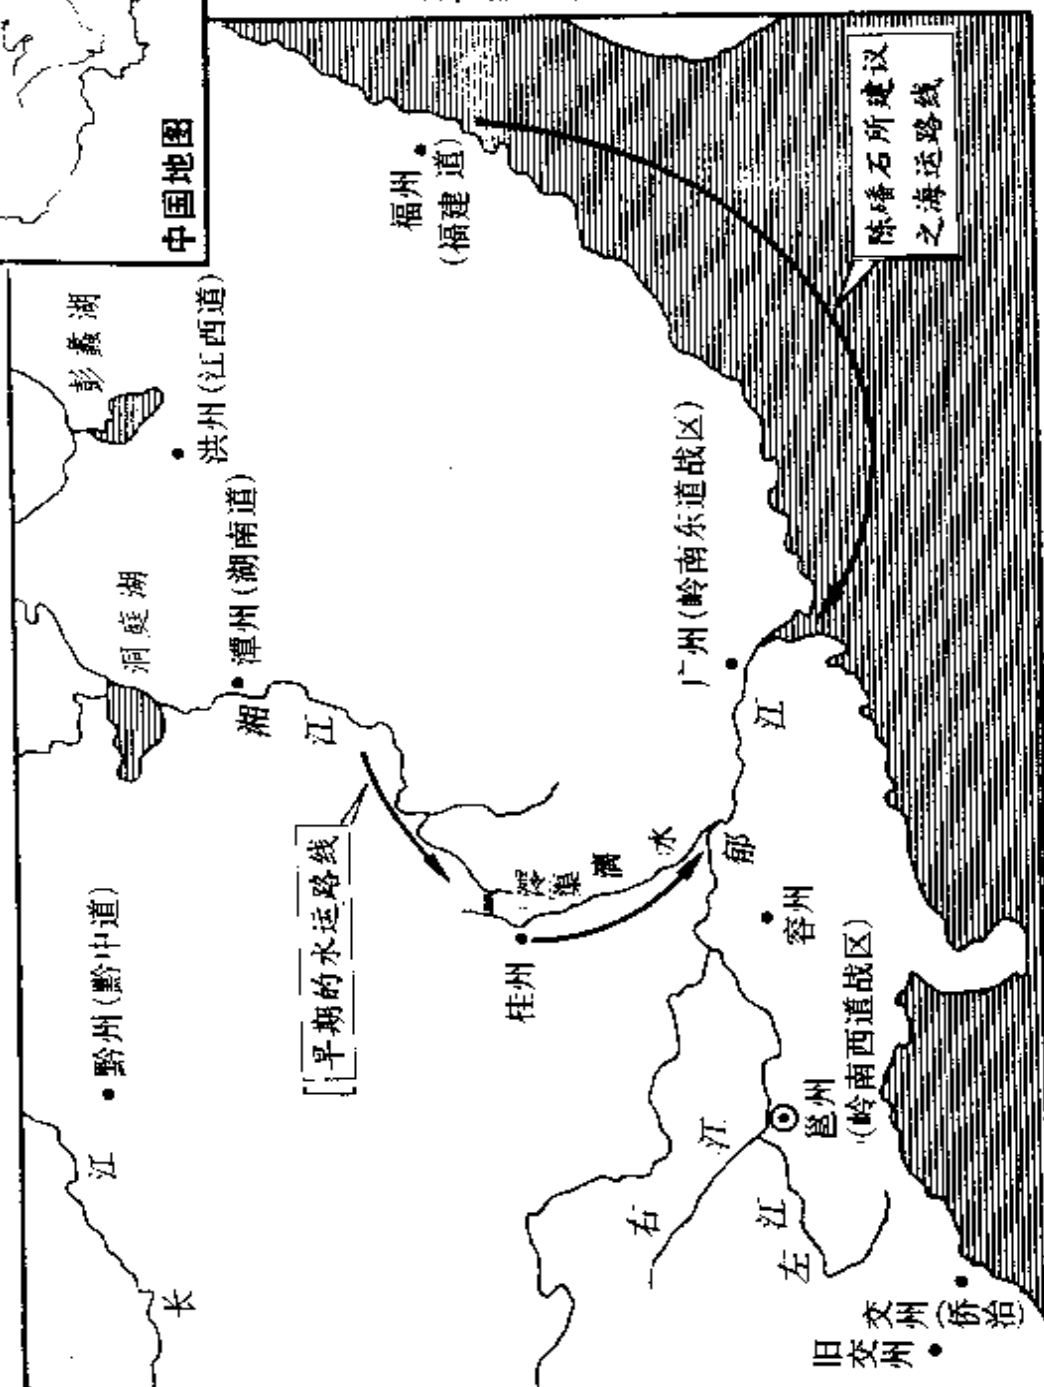 中国地图
彭蠡湖
洪州(江西道)
福州
(福建道)
陈磻石所建议
之海运路线
洞庭湖
潭州(湖南道)
湘江
广州(岭南东道战区)
早期的水运路线
黔州(黔中道)
长江
渠
漓水
桂州
郁江
容州
邕州
(岭南西道战区)
右江
左江
交州
(侨治)
旧交州